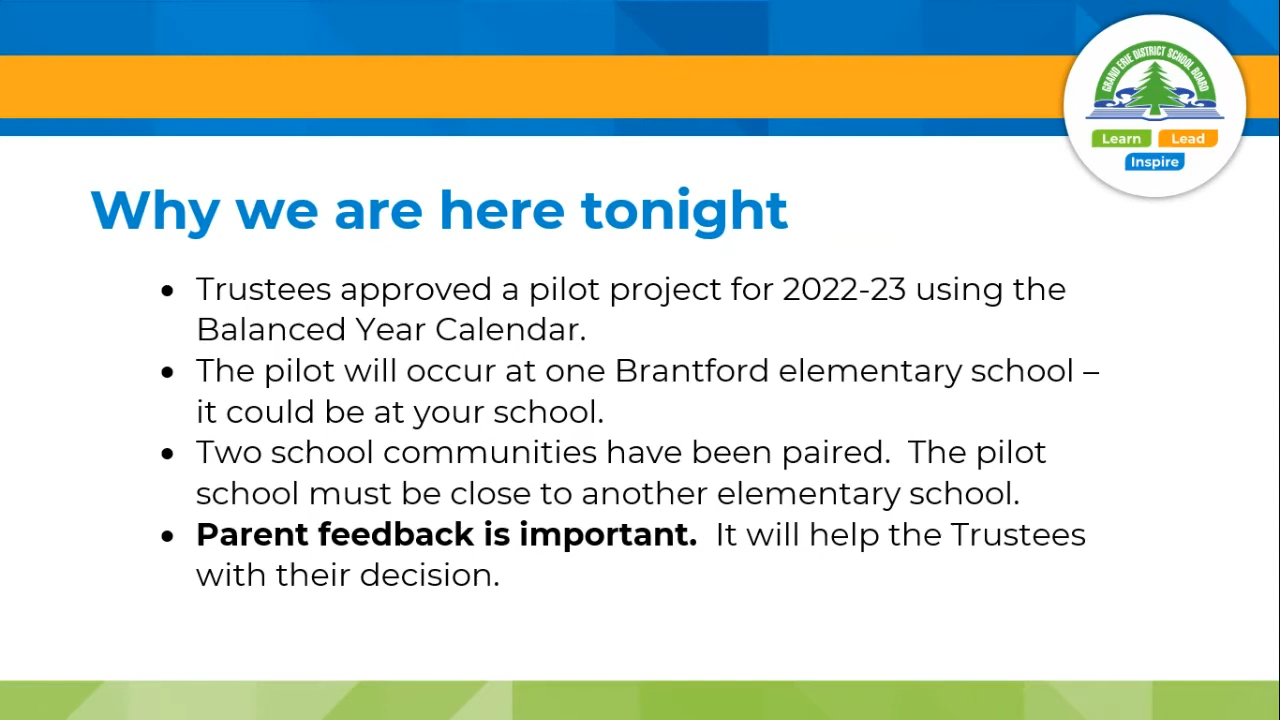 GRAND ERIE DISTRICT SCHOOL BOARD
Learn Lead
Inspire
Why we are here tonight
• Trustees approved a pilot project for 2022-23 using the
Balanced Year Calendar.
• The pilot will occur at one Brantford elementary school –
it could be at your school.
• Two school communities have been paired.  The pilot
school must be close to another elementary school.
• Parent feedback is important.  It will help the Trustees
with their decision.